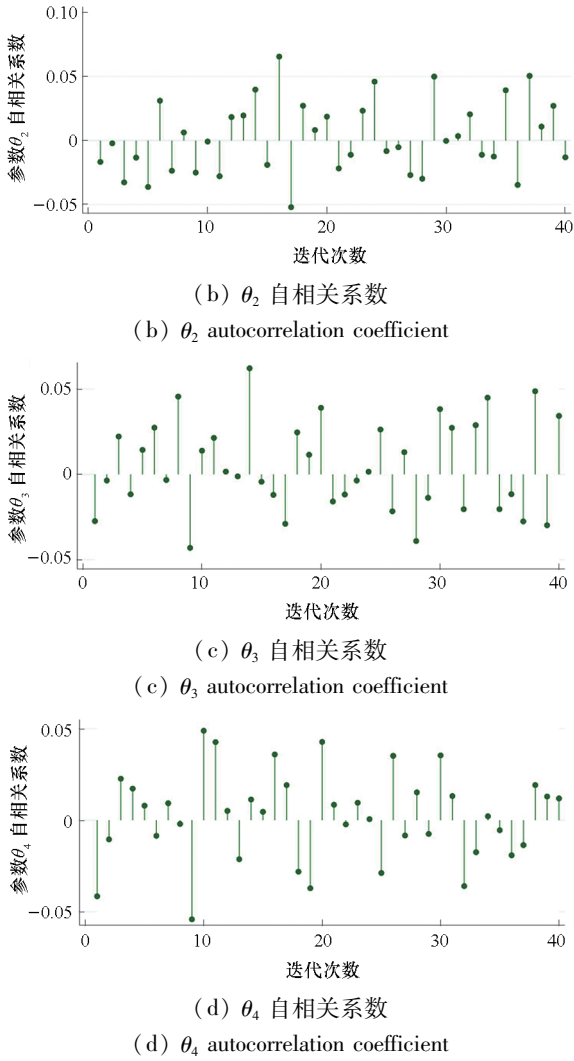 0.10
0.05
0
−0.05
参数θ₂ 自相关系数
0 10 20 30 40
迭代次数
(b) θ₂ 自相关系数
(b) θ₂ autocorrelation coefficient
0.05
0
−0.05
参数θ₃ 自相关系数
0 10 20 30 40
迭代次数
(c) θ₃ 自相关系数
(c) θ₃ autocorrelation coefficient
0.05
0
−0.05
参数θ₄ 自相关系数
0 10 20 30 40
迭代次数
(d) θ₄ 自相关系数
(d) θ₄ autocorrelation coefficient